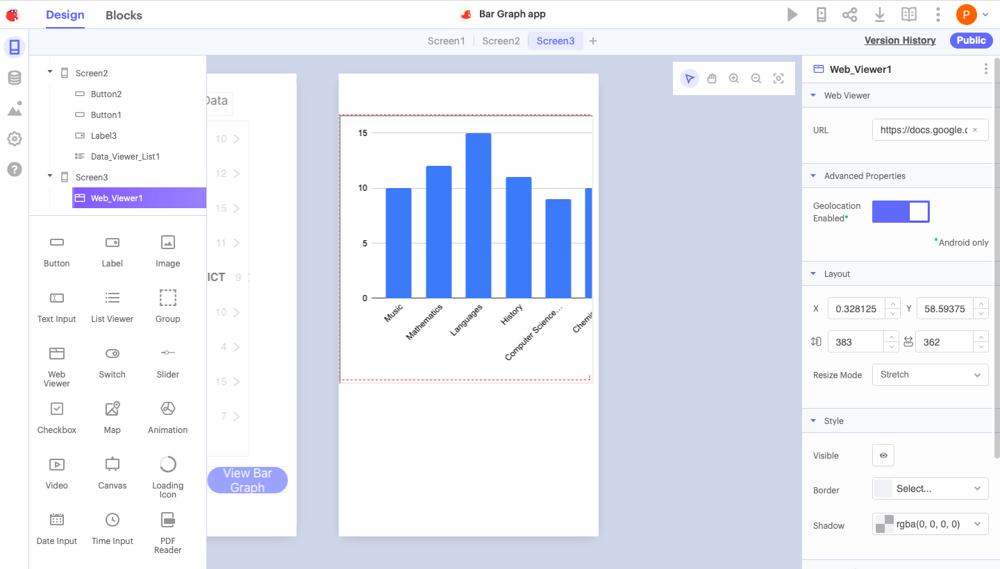 Design
Blocks
Bar Graph app
P
Screen1
Screen2
Screen3
+
Version History
Public
Screen2
Button2
Button1
Label3
Data_Viewer_List1
Screen3
Web_Viewer1
Button
Label
Image
Text Input
List Viewer
Group
Web
Viewer
Switch
Slider
Checkbox
Map
Animation
Video
Canvas
Loading
Icon
Date Input
Time Input
PDF
Reader
Data
10
12
15
11
ICT 9
10
4
15
7
View Bar
Graph
15
10
5
0
Music
Mathematics
Languages
History
Computer Science...
Chemis
Web_Viewer1
Web Viewer
URL
https://docs.google.c ×
Advanced Properties
Geolocation
Enabled
Android only
Layout
X 0.328125 Y 58.59375
383 362
Resize Mode Stretch
Style
Visible
Border Select...
Shadow rgba(0, 0, 0, 0)